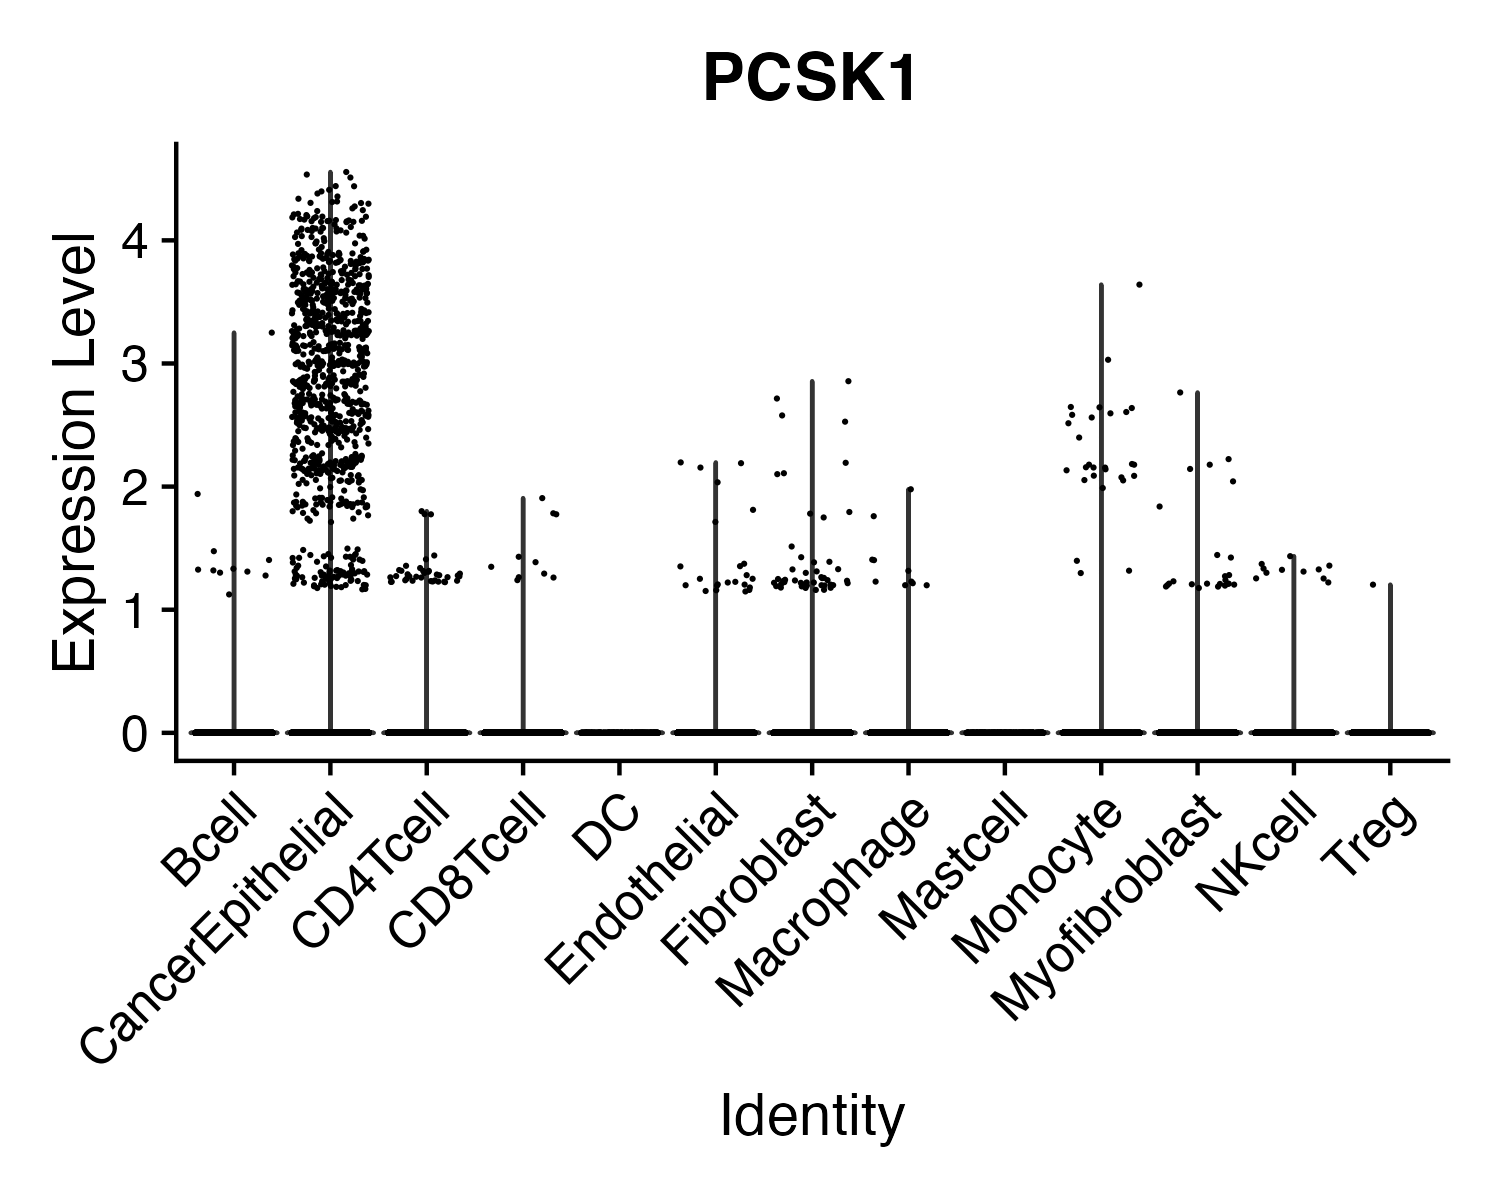 PCSK1
Expression Level
4
3
2
1
0
Bcell
CancerEpithelial
CD4Tcell
CD8Tcell
DC
Endothelial
Fibroblast
Macrophage
Mastcell
Monocyte
Myofibroblast
NKcell
Treg
Identity